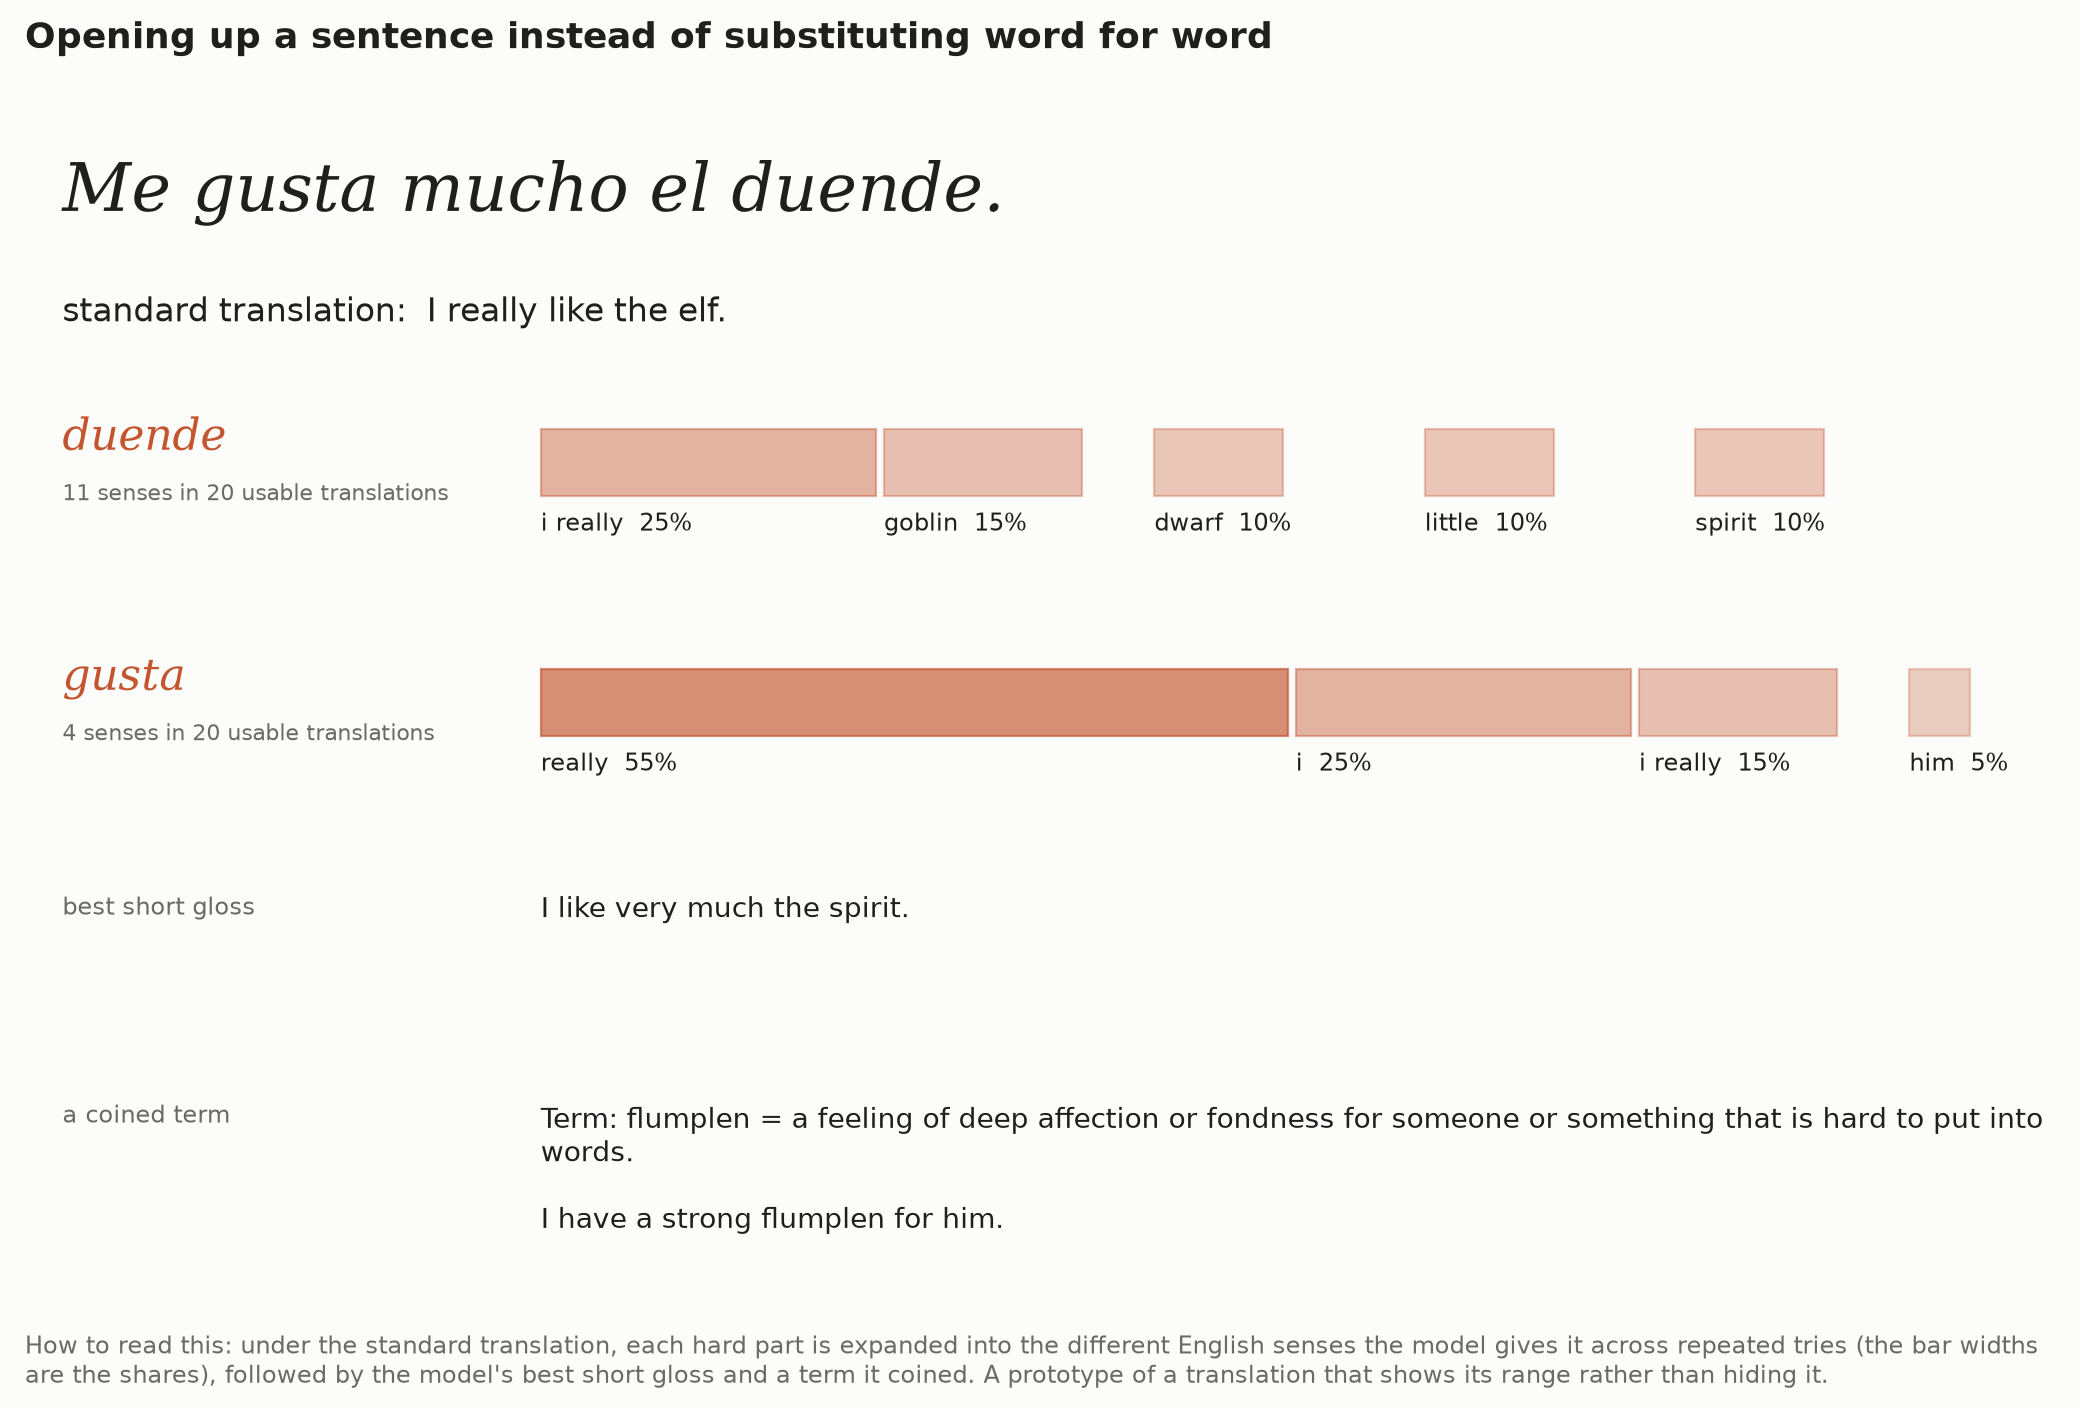 Opening up a sentence instead of substituting word for word
Me gusta mucho el duende.
standard translation:  I really like the elf.
duende
11 senses in 20 usable translations
i really  25%
goblin  15%
dwarf  10%
little  10%
spirit  10%
gusta
4 senses in 20 usable translations
really  55%
i  25%
i really  15%
him  5%
best short gloss
I like very much the spirit.
a coined term
Term: flumplen = a feeling of deep affection or fondness for someone or something that is hard to put into
words.
I have a strong flumplen for him.
How to read this: under the standard translation, each hard part is expanded into the different English senses the model gives it across repeated tries (the bar widths
are the shares), followed by the model's best short gloss and a term it coined. A prototype of a translation that shows its range rather than hiding it.